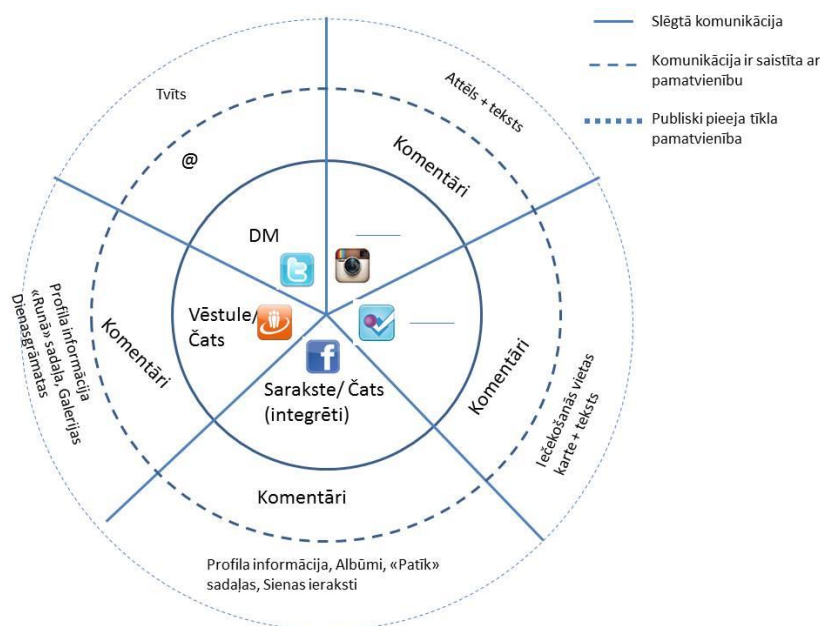 Slēgtā komunikācija
Komunikācija ir saistīta ar
pamatvienību
Publiski pieeja tīkla
pamatvienība
Tvīts
@
DM
Attēls + teksts
Komentāri
Iečekošanās vietas
karte + teksts
Komentāri
Sarakste/ Čats
(integrēti)
Komentāri
Profila informācija, Albūmi, «Patīk»
sadaļas, Sienas ieraksti
Vēstule/
Čats
Komentāri
Profila informācija
«Runā» sadaļa, Galerijas
Dienasgrāmatas